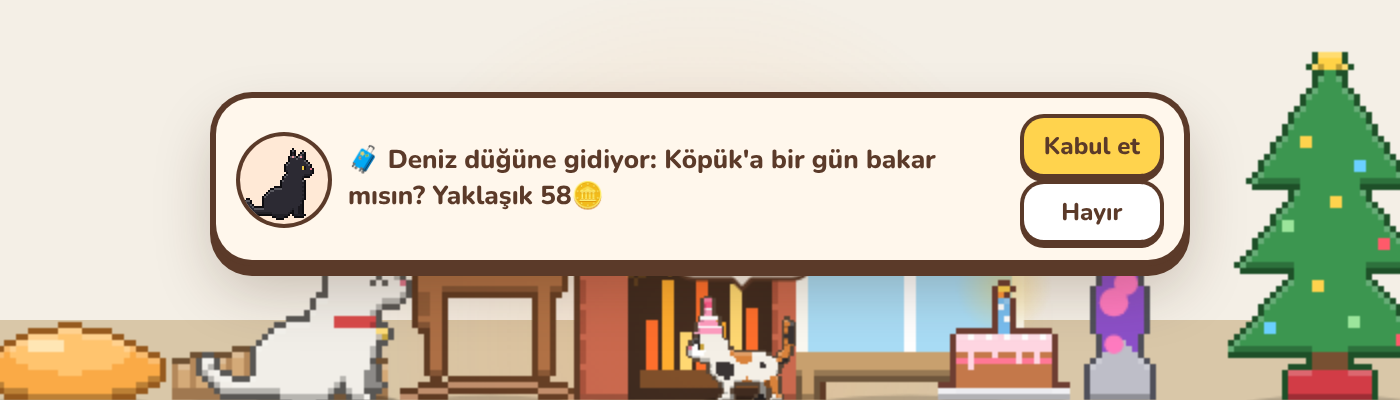 🧳 Deniz düğüne gidiyor: Köpük'a bir gün bakar
mısın? Yaklaşık 58🪙
Kabul et
Hayır